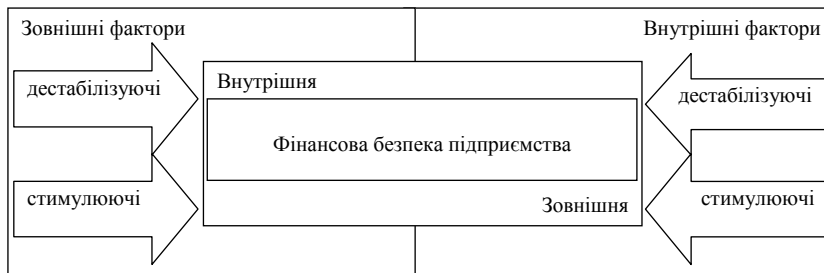 Зовнішні фактори
Внутрішні фактори
дестабілізуючі
Внутрішня
дестабілізуючі
Фінансова безпека підприємства
стимулюючі
Зовнішня
стимулюючі